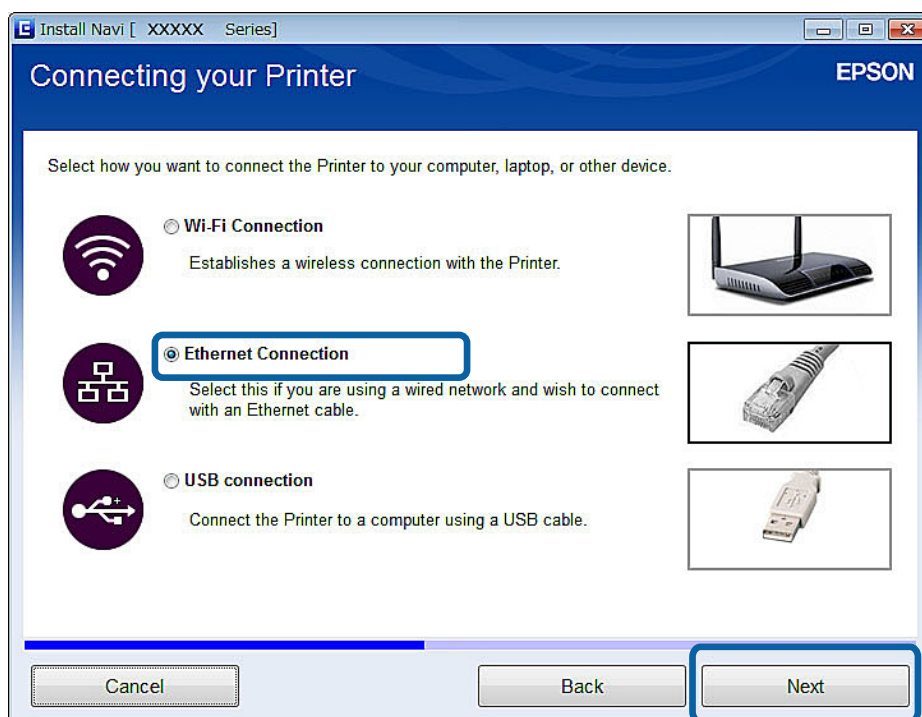 Install Navi [ XXXXX Series]
Connecting your Printer
EPSON
Select how you want to connect the Printer to your computer, laptop, or other device.
Wi-Fi Connection
Establishes a wireless connection with the Printer.
Ethernet Connection
Select this if you are using a wired network and wish to connect
with an Ethernet cable.
USB connection
Connect the Printer to a computer using a USB cable.
Cancel
Back
Next